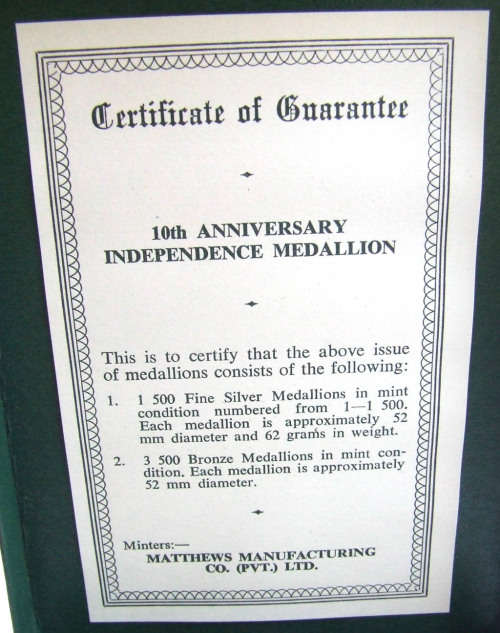 Certificate of Guarantee
10th ANNIVERSARY
INDEPENDENCE MEDALLION
This is to certify that the above issue
of medallions consists of the following:
1. 1 500 Fine Silver Medallions in mint
condition numbered from 1—1 500.
Each medallion is approximately 52
mm diameter and 62 grams in weight.
2. 3 500 Bronze Medallions in mint con-
dition. Each medallion is approximately
52 mm diameter.
Minters:—
MATTHEWS MANUFACTURING
CO. (PVT.) LTD.